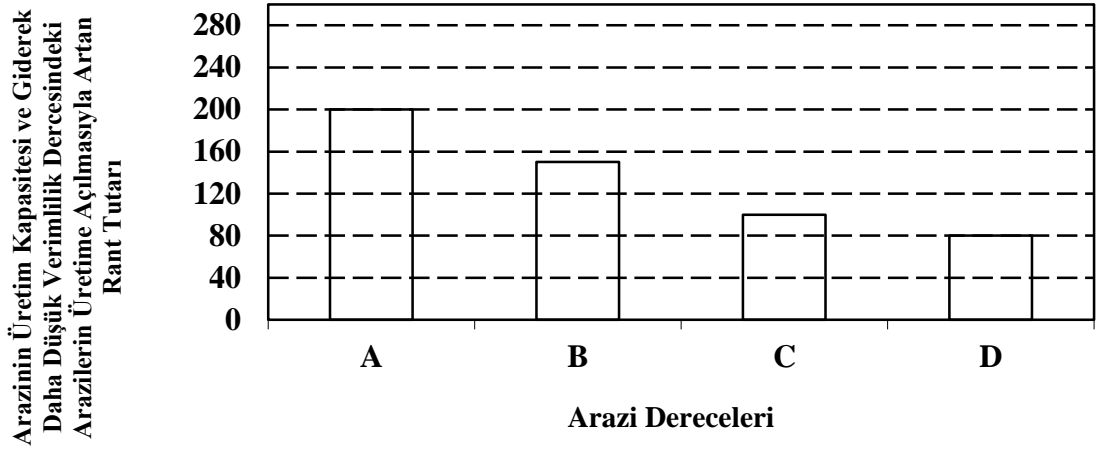 Arazinin Üretim Kapasitesi ve Giderek
Daha Düşük Verimlilik Dercesindeki
Arazilerin Üretime Açılmasıyla Artan
Rant Tutarı
280
240
200
160
120
80
40
0
A B C D
Arazi Dereceleri